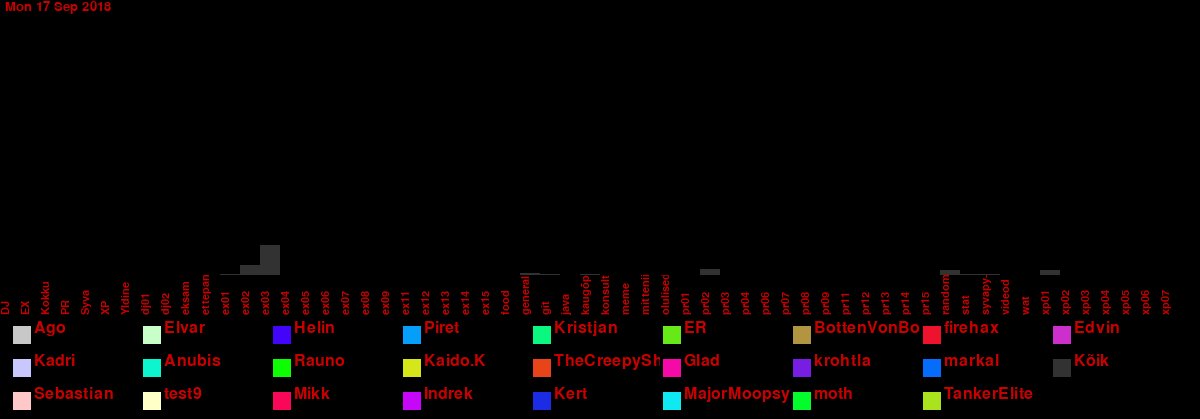 Mon 17 Sep 2018
DJ EX Kokku PR Syva XP Yldine dj01 dj02 eksam ettepan ex01 ex02 ex03 ex04 ex05 ex06 ex07 ex08 ex09 ex11 ex12 ex13 ex14 ex15 food general git java kaugõp konsult meme mitteinii olulised pr01 pr02 pr03 pr04 pr06 pr07 pr08 pr09 pr11 pr12 pr13 pr14 pr15 random stat syvapy videod wat xp01 xp02 xp03 xp04 xp05 xp06 xp07
Ago Elvar Helin Piret Kristjan ER BottenVonBo firehax Edvin
Kadri Anubis Rauno Kaido.K TheCreepySh Glad krohtla markal Kõik
Sebastian test9 Mikk Indrek Kert MajorMoopsy moth TankerElite